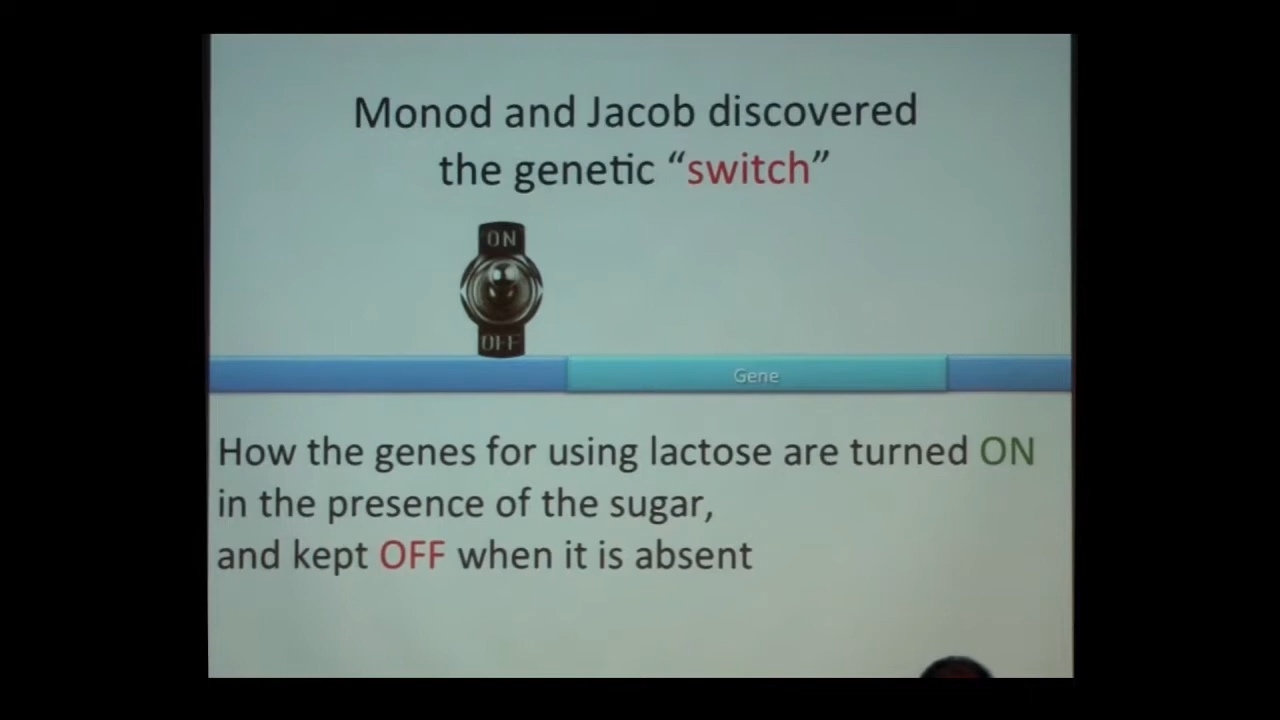 Monod and Jacob discovered
the genetic “switch”
ON
OFF
Gene
How the genes for using lactose are turned ON
in the presence of the sugar,
and kept OFF when it is absent